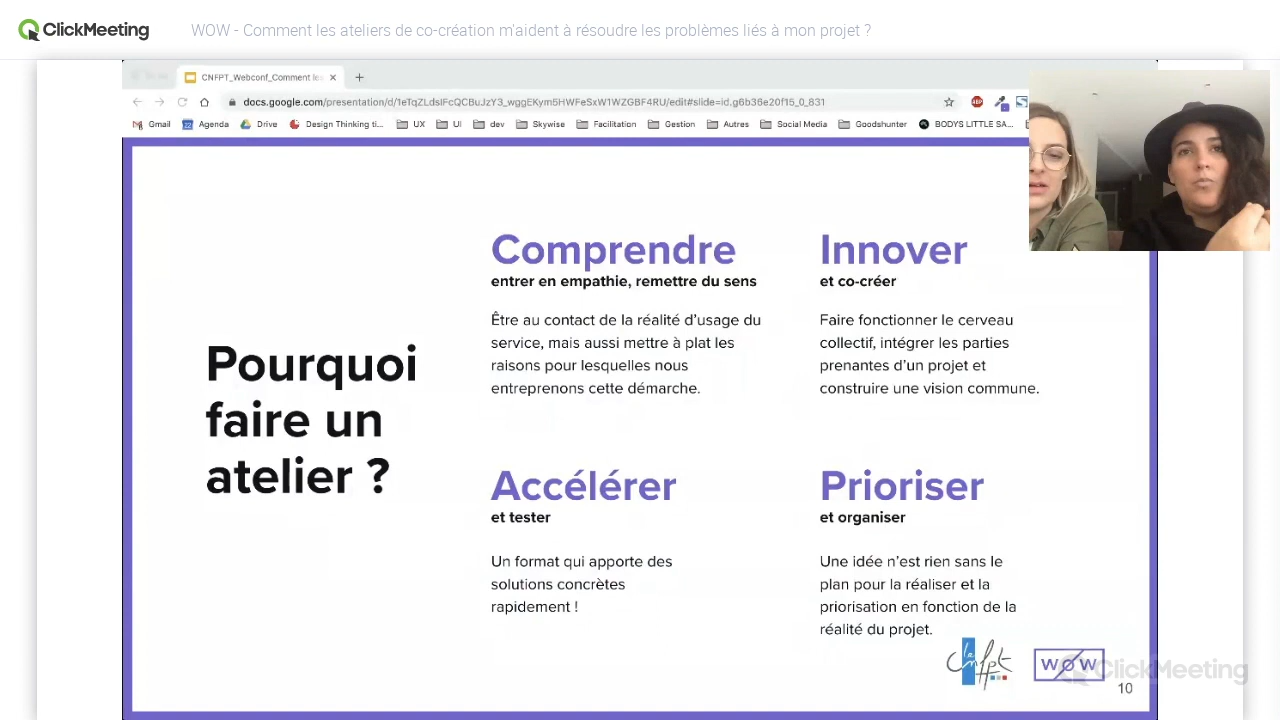 ClickMeeting
WOW - Comment les ateliers de co-création m'aident à résoudre les problèmes liés à mon projet ?
CNFPT_Webconf_Comment le
docs.google.com/presentation/d/1eTqZLdsIFcQCBuJzY3_wggEKym5HWFeSxW1WZGBF4RU/edit#slide=id.g6b36e20f15_0_831
Gmail Agenda Drive Design Thinking ti... UX UI dev Skywise Facilitation Gestion Autres Social Media Goodshunter BODYS LITTLE SA...
Pourquoi
faire un
atelier ?
Comprendre
entrer en empathie, remettre du sens
Être au contact de la réalité d’usage du
service, mais aussi mettre à plat les
raisons pour lesquelles nous
entreprenons cette démarche.
Innover
et co-créer
Faire fonctionner le cerveau
collectif, intégrer les parties
prenantes d’un projet et
construire une vision commune.
Accélérer
et tester
Un format qui apporte des
solutions concrètes
rapidement !
Prioriser
et organiser
Une idée n’est rien sans le
plan pour la réaliser et la
priorisation en fonction de la
réalité du projet.
le cnfpt
WOW
ClickMeeting
10